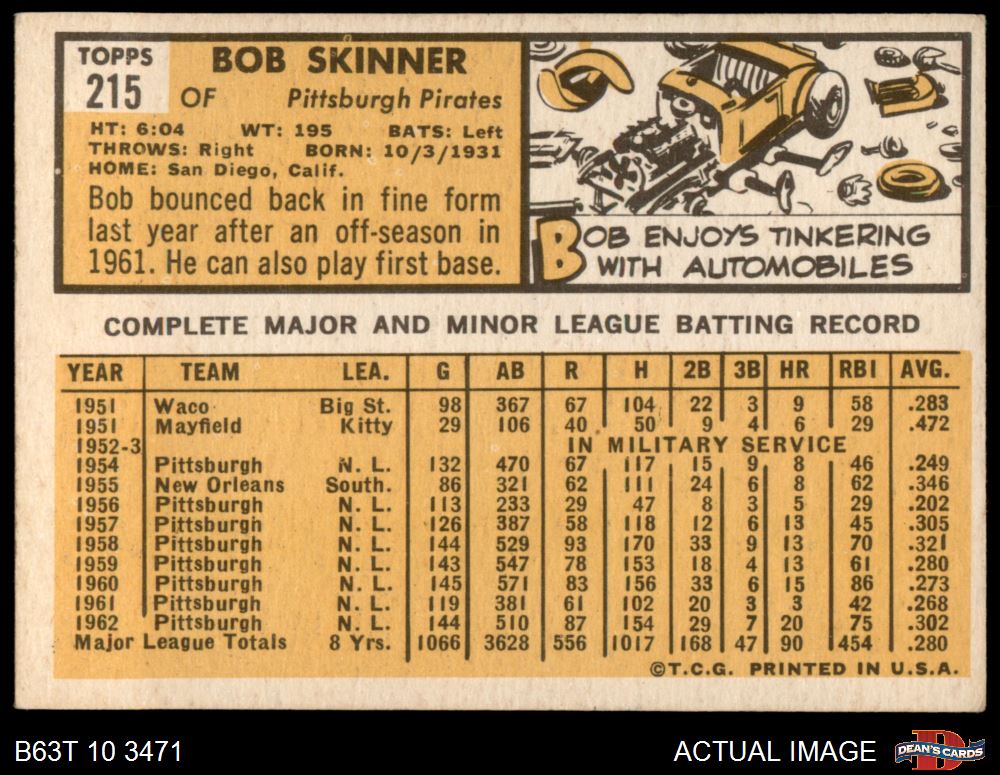 TOPPS
215
BOB SKINNER
OF Pittsburgh Pirates
HT: 6:04 WT: 195 BATS: Left
THROWS: Right BORN: 10/3/1931
HOME: San Diego, Calif.
Bob bounced back in fine form
last year after an off-season in
1961. He can also play first base.
BOB ENJOYS TINKERING
WITH AUTOMOBILES
COMPLETE MAJOR AND MINOR LEAGUE BATTING RECORD
YEAR TEAM LEA. G AB R H 2B 3B HR RBI AVG.
1951 Waco Big St. 98 367 67 104 22 3 9 58 .283
1951 Mayfield Kitty 29 106 40 50 9 4 6 29 .472
1952-3 IN MILITARY SERVICE
1954 Pittsburgh N. L. 132 470 67 117 15 9 8 46 .249
1955 New Orleans South. 86 321 62 111 24 6 8 62 .346
1956 Pittsburgh N. L. 113 233 29 47 8 3 5 29 .202
1957 Pittsburgh N. L. 126 387 58 118 12 6 13 45 .305
1958 Pittsburgh N. L. 144 529 93 170 33 9 13 70 .321
1959 Pittsburgh N. L. 143 547 78 153 18 4 13 61 .280
1960 Pittsburgh N. L. 145 571 83 156 33 6 15 86 .273
1961 Pittsburgh N. L. 119 381 61 102 20 3 3 42 .268
1962 Pittsburgh N. L. 144 510 87 154 29 7 20 75 .302
Major League Totals 8 Yrs. 1066 3628 556 1017 168 47 90 454 .280
©T.C.G. PRINTED IN U.S.A.
B63T 10 3471
ACTUAL IMAGE
DEAN'S CARDS